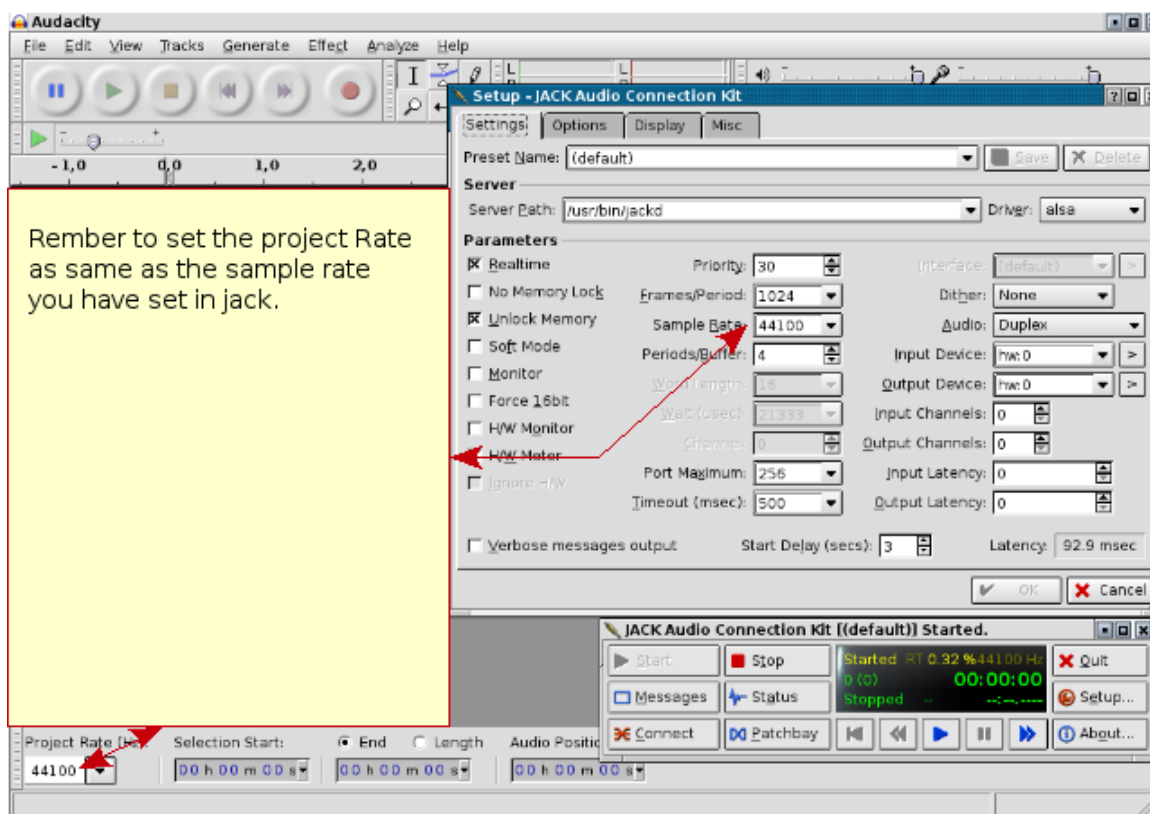 Audacity
File Edit View Tracks Generate Effect Analyze Help
L
R
L
R
- 1,0 0,0 1,0 2,0
Setup - JACK Audio Connection Kit
Settings Options Display Misc
Preset Name: (default) Save Delete
Server
Server Path: /usr/bin/jackd Driver: alsa
Parameters
Realtime Priority: 30 Interface: (default) >
No Memory Lock Frames/Period: 1024 Dither: None
Unlock Memory Sample Rate: 44100 Audio: Duplex
Soft Mode Periods/Buffer: 4 Input Device: hw:0 >
Monitor Word Length: 16 Output Device: hw:0 >
Force 16bit Wait (usec): 21333 Input Channels: 0
H/W Monitor Channel: 0 Output Channels: 0
H/W Meter Port Maximum: 256 Input Latency: 0
Ignore H/W Timeout (msec): 500 Output Latency: 0
Verbose messages output Start Delay (secs): 3 Latency: 92.9 msec
OK Cancel
Rember to set the project Rate
as same as the sample rate
you have set in jack.
JACK Audio Connection Kit [(default)] Started.
Start Stop Started RT 0.32 % 44100 Hz Quit
Messages Status 0 (0) 00:00:00 Setup...
Stopped -- --:--.----
Connect Patchbay About...
Project Rate [Hz]: Selection Start: End Length Audio Positio
44100 00 h 00 m 00 s 00 h 00 m 00 s 00 h 00 m 00 s